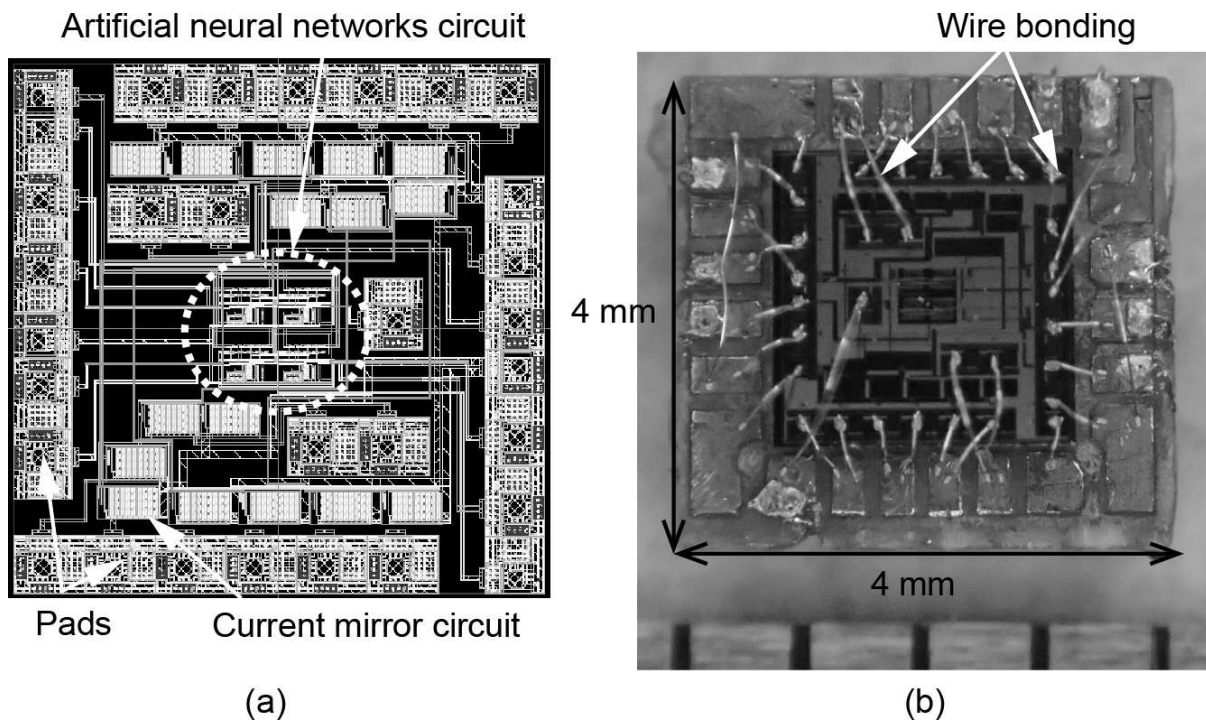 Artificial neural networks circuit
Wire bonding
4 mm
4 mm
Pads
Current mirror circuit
(a)
(b)